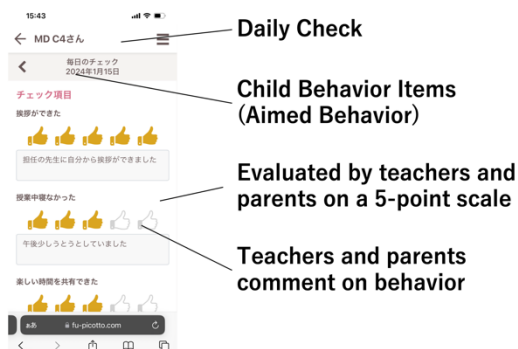 15:43
← MD C4さん
毎日のチェック
2024年1月15日
チェック項目
挨拶ができた
担任の先生に自分から挨拶ができました
授業中寝なかった
午後少しうとうとしていました
楽しい時間を共有できた
ぁあ fu-picotto.com
Daily Check
Child Behavior Items
(Aimed Behavior)
Evaluated by teachers and
parents on a 5-point scale
Teachers and parents
comment on behavior